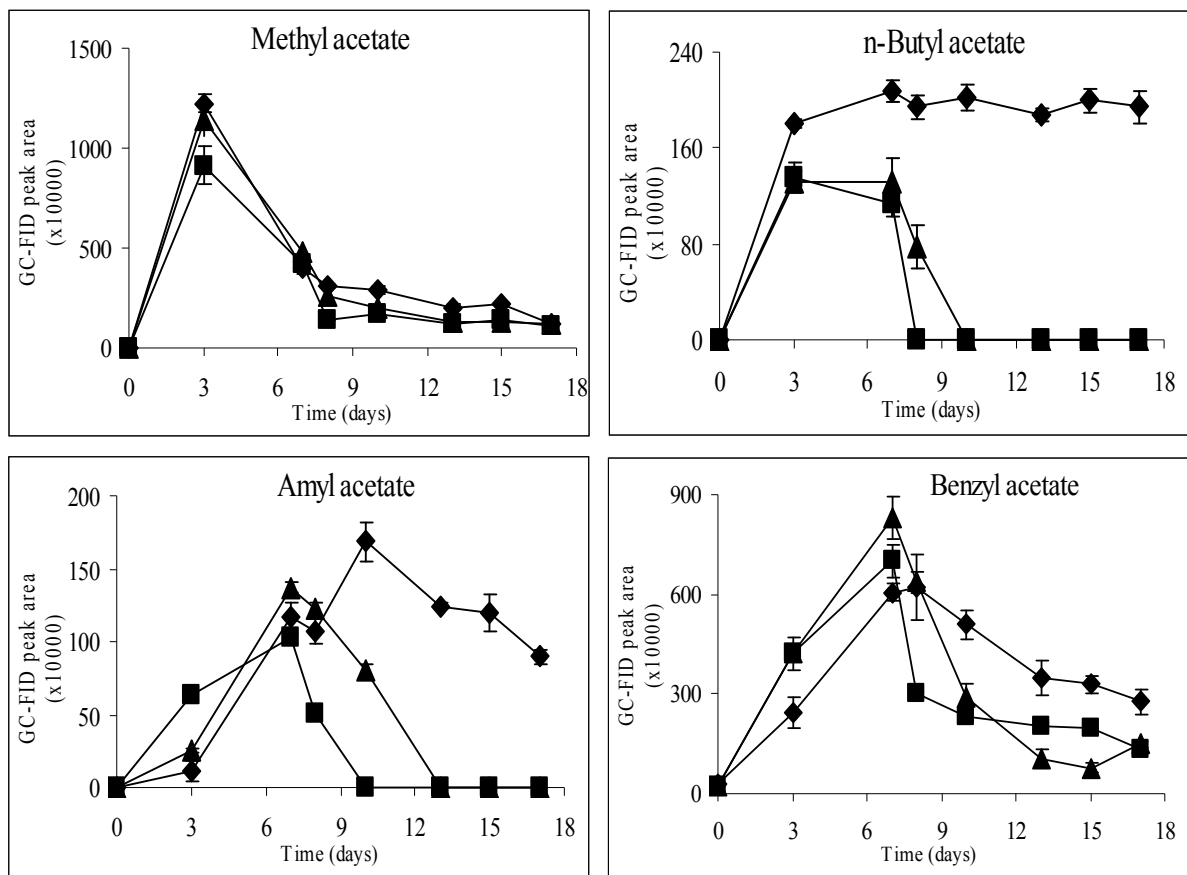 Methyl acetate
GC-FID peak area
(x10000)
1500
1000
500
0
0 3 6 9 12 15 18
Time (days)
n-Butyl acetate
GC-FID peak area
(x10000)
240
160
80
0
0 3 6 9 12 15 18
Time (days)
Amyl acetate
GC-FID peak area
(x10000)
200
150
100
50
0
0 3 6 9 12 15 18
Time (days)
Benzyl acetate
GC-FID peak area
(x10000)
900
600
300
0
0 3 6 9 12 15 18
Time (days)